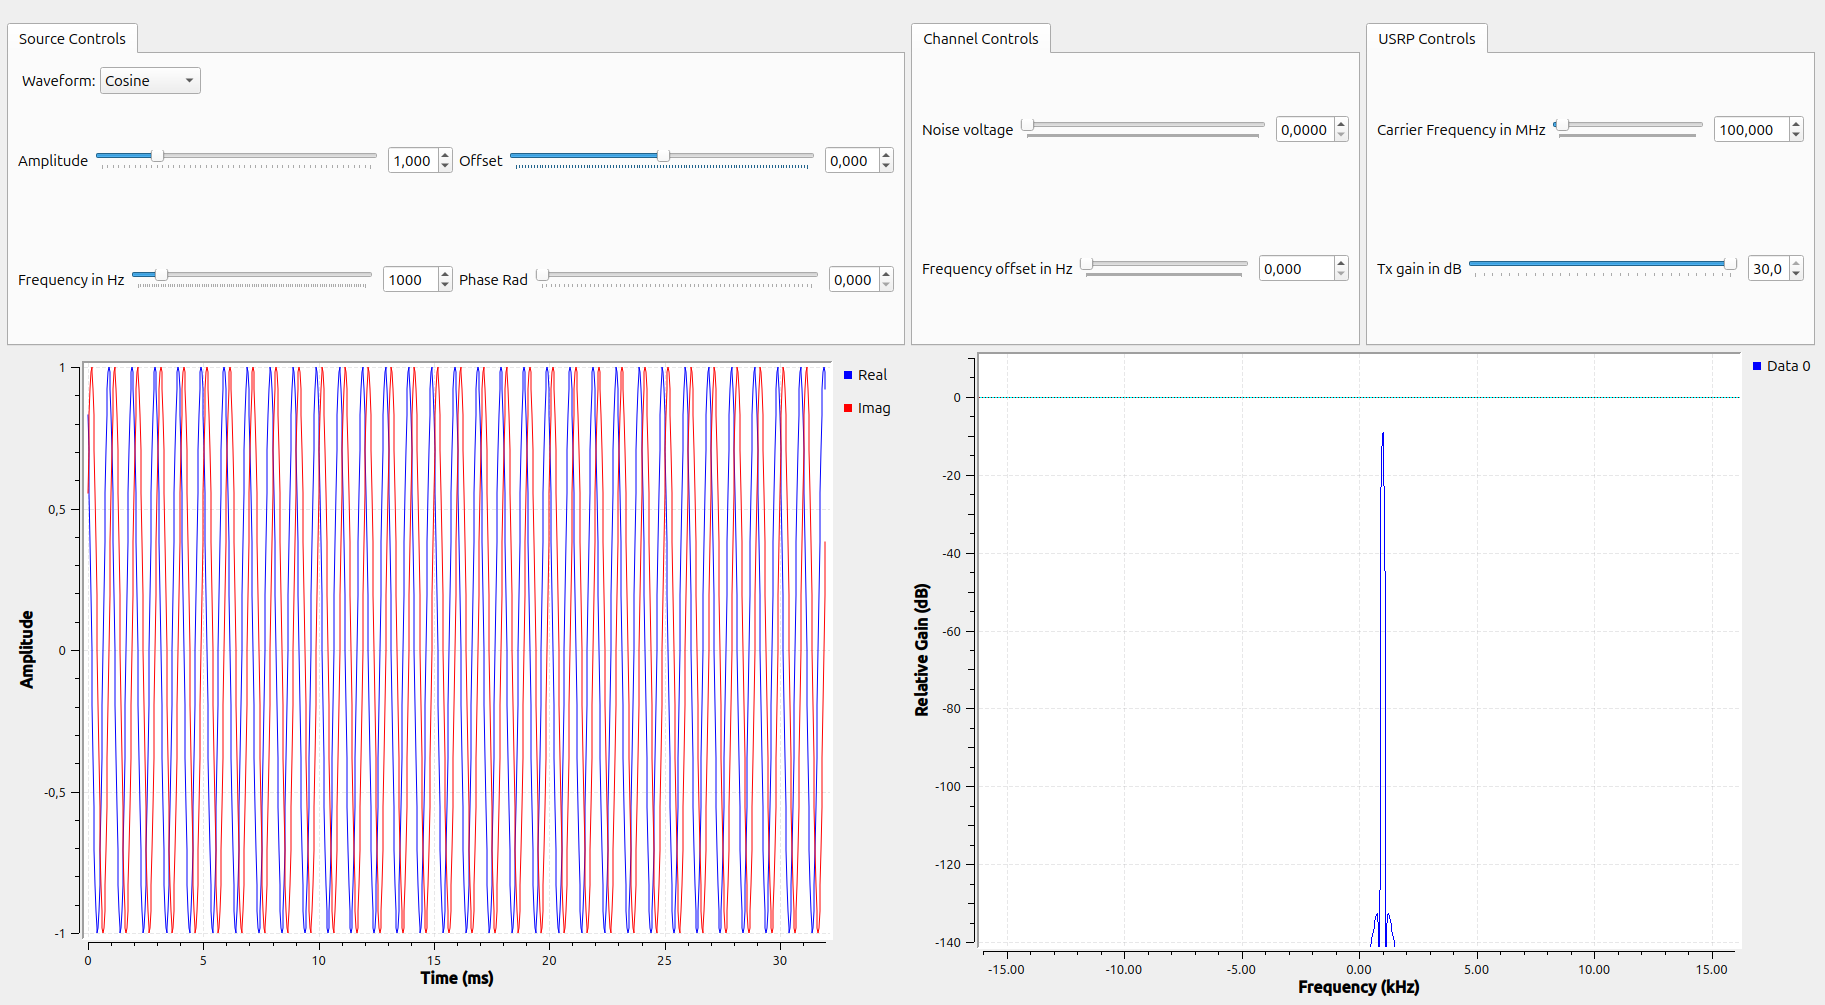 Source Controls
Waveform: Cosine
Amplitude 1,000 Offset 0,000
Frequency in Hz 1000 Phase Rad 0,000
Channel Controls
Noise voltage 0,0000
Frequency offset in Hz 0,000
USRP Controls
Carrier Frequency in MHz 100,000
Tx gain in dB 30,0
1
0,5
0
-0,5
-1
Amplitude
0 5 10 15 20 25 30
Time (ms)
Real
Imag
0
-20
-40
-60
-80
-100
-120
-140
Relative Gain (dB)
-15.00 -10.00 -5.00 0.00 5.00 10.00 15.00
Frequency (kHz)
Data 0